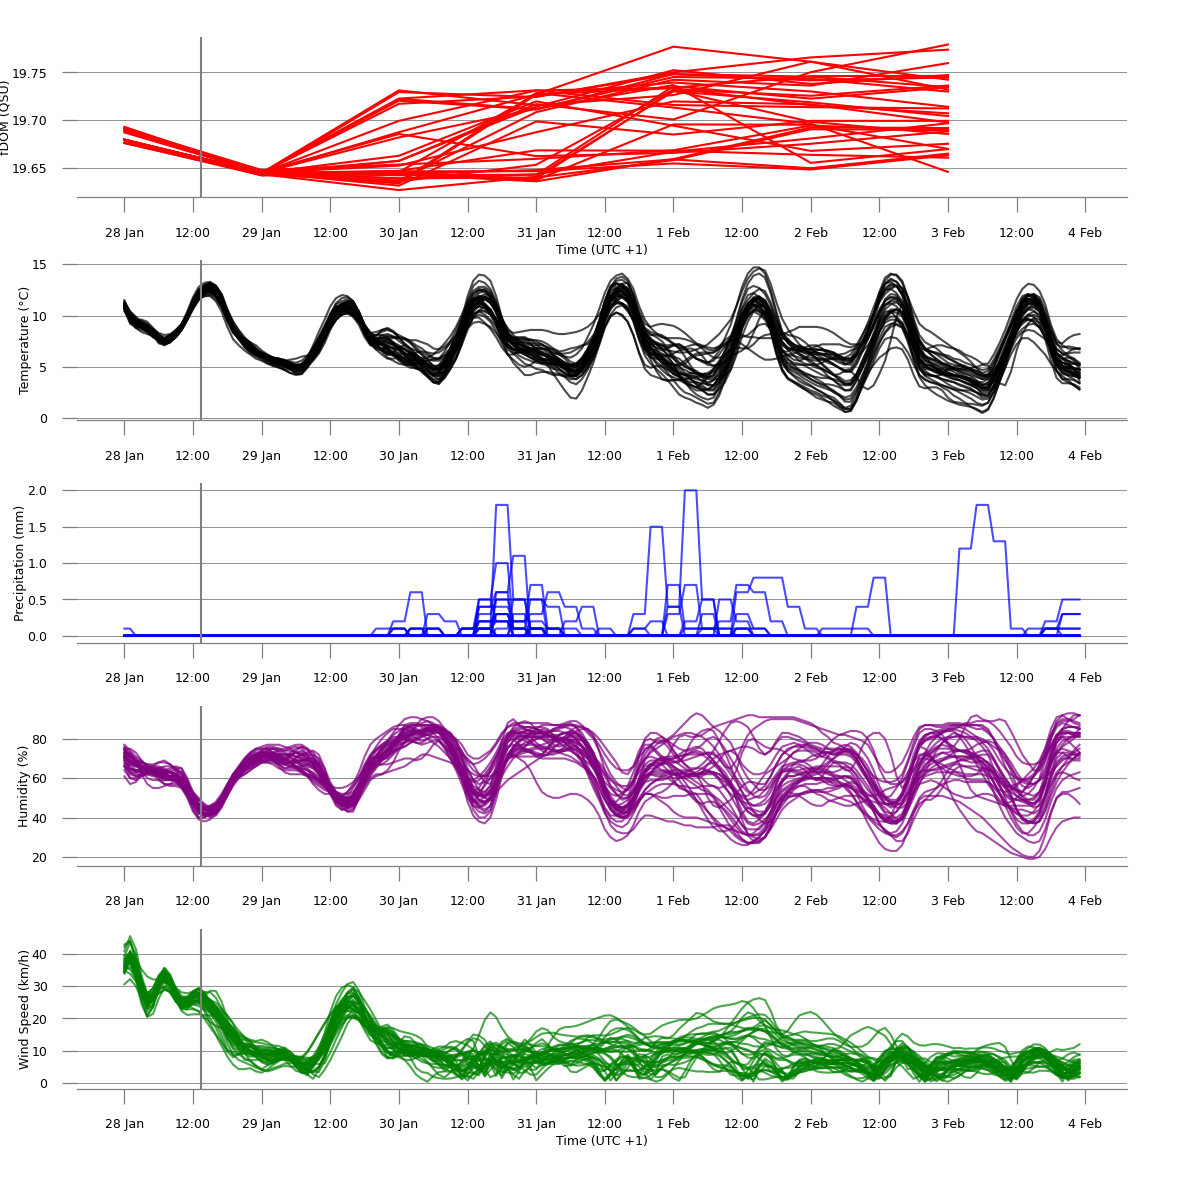 fDOM (QSU)
19.75
19.70
19.65
28 Jan 12:00 29 Jan 12:00 30 Jan 12:00 31 Jan 12:00 1 Feb 12:00 2 Feb 12:00 3 Feb 12:00 4 Feb
Time (UTC +1)
Temperature (°C)
15
10
5
0
28 Jan 12:00 29 Jan 12:00 30 Jan 12:00 31 Jan 12:00 1 Feb 12:00 2 Feb 12:00 3 Feb 12:00 4 Feb
Precipitation (mm)
2.0
1.5
1.0
0.5
0.0
28 Jan 12:00 29 Jan 12:00 30 Jan 12:00 31 Jan 12:00 1 Feb 12:00 2 Feb 12:00 3 Feb 12:00 4 Feb
Humidity (%)
80
60
40
20
28 Jan 12:00 29 Jan 12:00 30 Jan 12:00 31 Jan 12:00 1 Feb 12:00 2 Feb 12:00 3 Feb 12:00 4 Feb
Wind Speed (km/h)
40
30
20
10
0
28 Jan 12:00 29 Jan 12:00 30 Jan 12:00 31 Jan 12:00 1 Feb 12:00 2 Feb 12:00 3 Feb 12:00 4 Feb
Time (UTC +1)